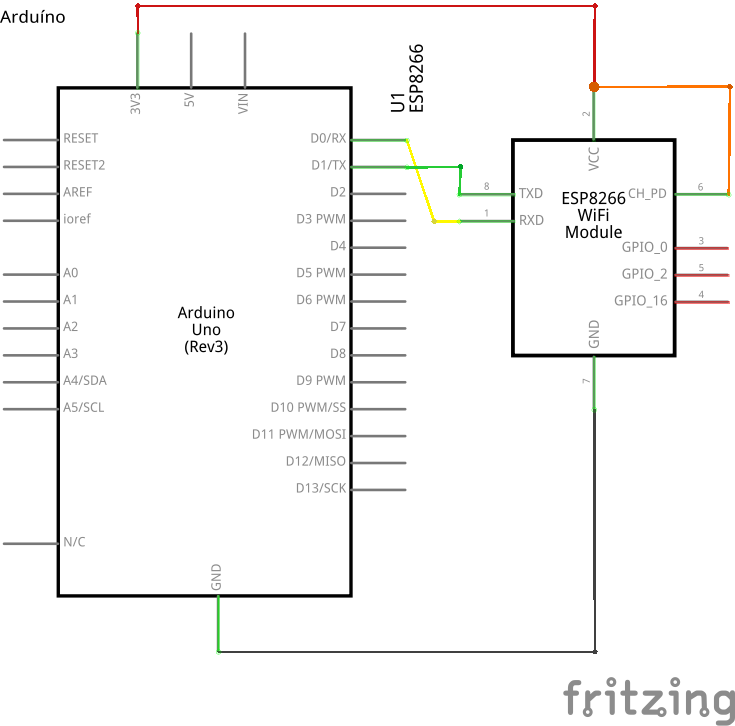 Arduíno
3V3
5V
VIN
U1
ESP8266
RESET
RESET2
AREF
ioref
A0
A1
A2
A3
A4/SDA
A5/SCL
N/C
Arduino
Uno
(Rev3)
D0/RX
D1/TX
D2
D3 PWM
D4
D5 PWM
D6 PWM
D7
D8
D9 PWM
D10 PWM/SS
D11 PWM/MOSI
D12/MISO
D13/SCK
GND
2
VCC
8
TXD
1
RXD
ESP8266
WiFi
Module
CH_PD
6
GPIO_0
3
GPIO_2
5
GPIO_16
4
GND
7
fritzing